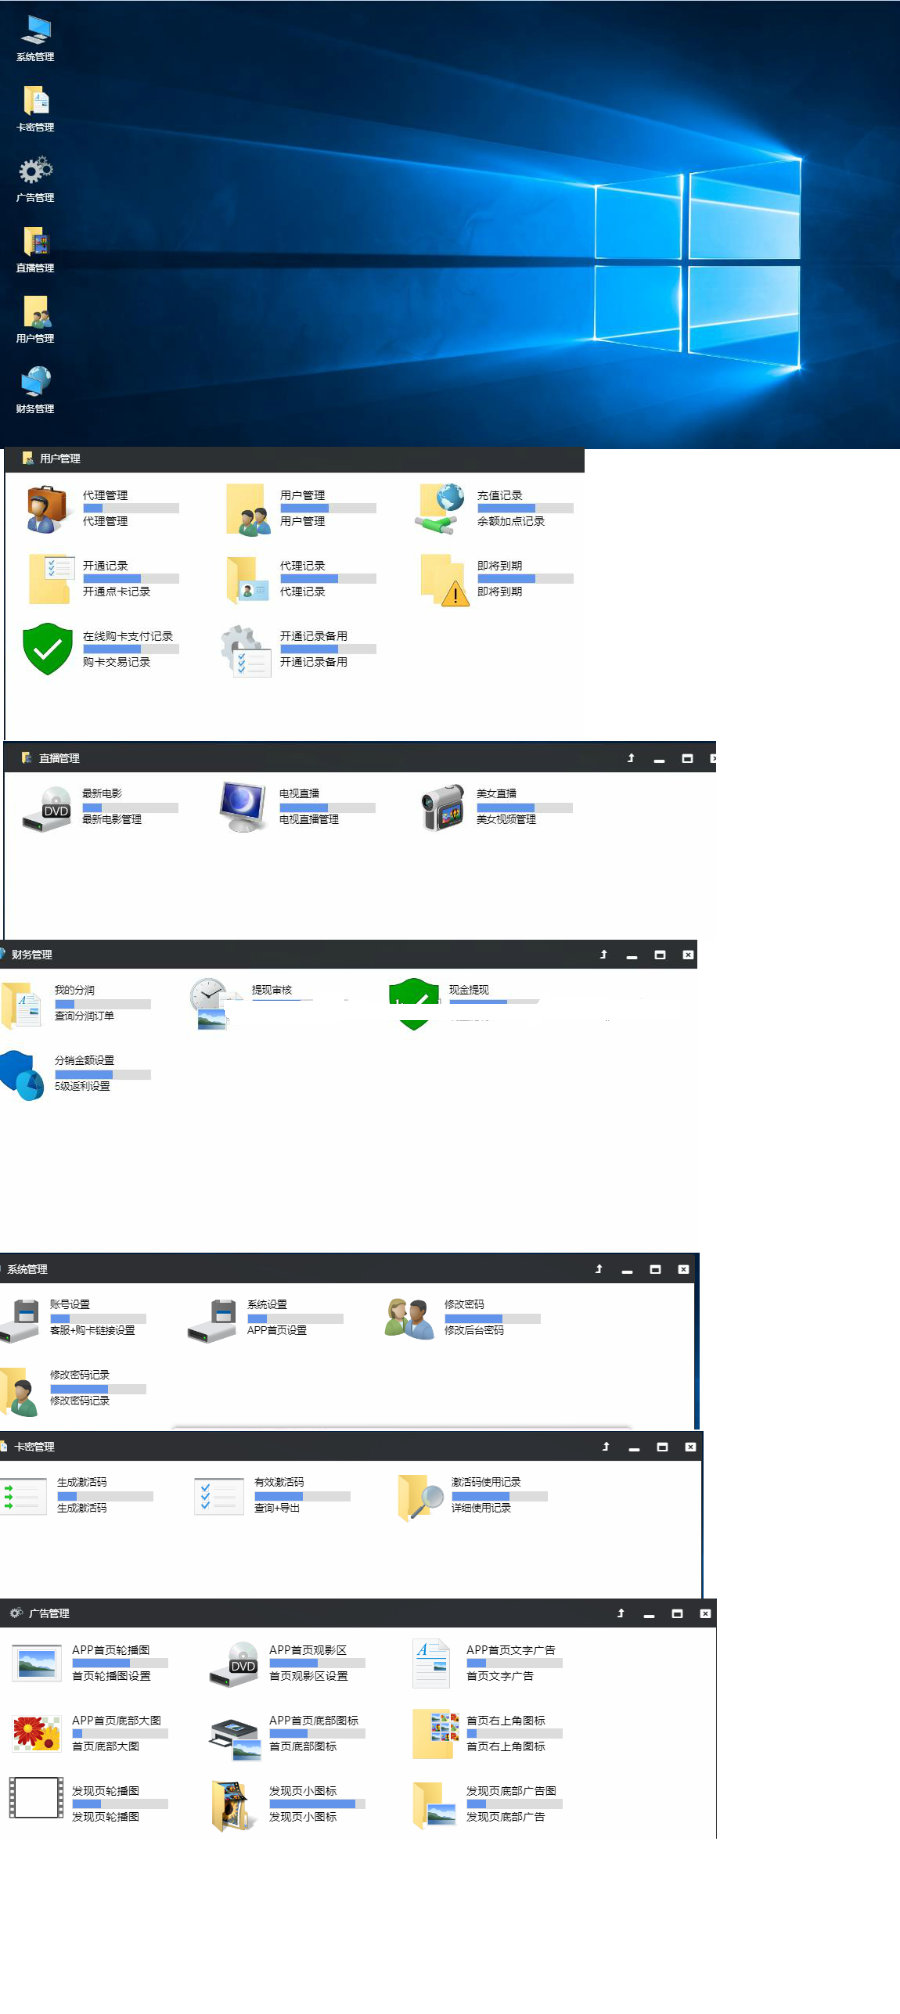 系统管理
卡密管理
广告管理
直播管理
用户管理
财务管理
用户管理
代理管理
代理管理
用户管理
用户管理
充值记录
余额加点记录
开通记录
开通点卡记录
代理记录
代理记录
即将到期
即将到期
在线购卡支付记录
购卡交易记录
开通记录备用
开通记录备用
直播管理
DVD
最新电影
最新电影管理
电视直播
电视直播管理
美女直播
美女视频管理
财务管理
我的分润
查询分润订单
提现审核
现金提现
分销金额设置
5级返利设置
系统管理
账号设置
客服+购卡链接设置
系统设置
APP首页设置
修改密码
修改后台密码
修改密码记录
修改密码记录
卡密管理
生成激活码
生成激活码
有效激活码
查询+导出
激活码使用记录
详细使用记录
广告管理
APP首页轮播图
首页轮播图设置
DVD
APP首页观影区
首页观影区设置
APP首页文字广告
首页文字广告
APP首页底部大图
首页底部大图
APP首页底部图标
首页底部图标
首页右上角图标
首页右上角图标
发现页轮播图
发现页轮播图
发现页小图标
发现页小图标
发现页底部广告图
发现页底部广告